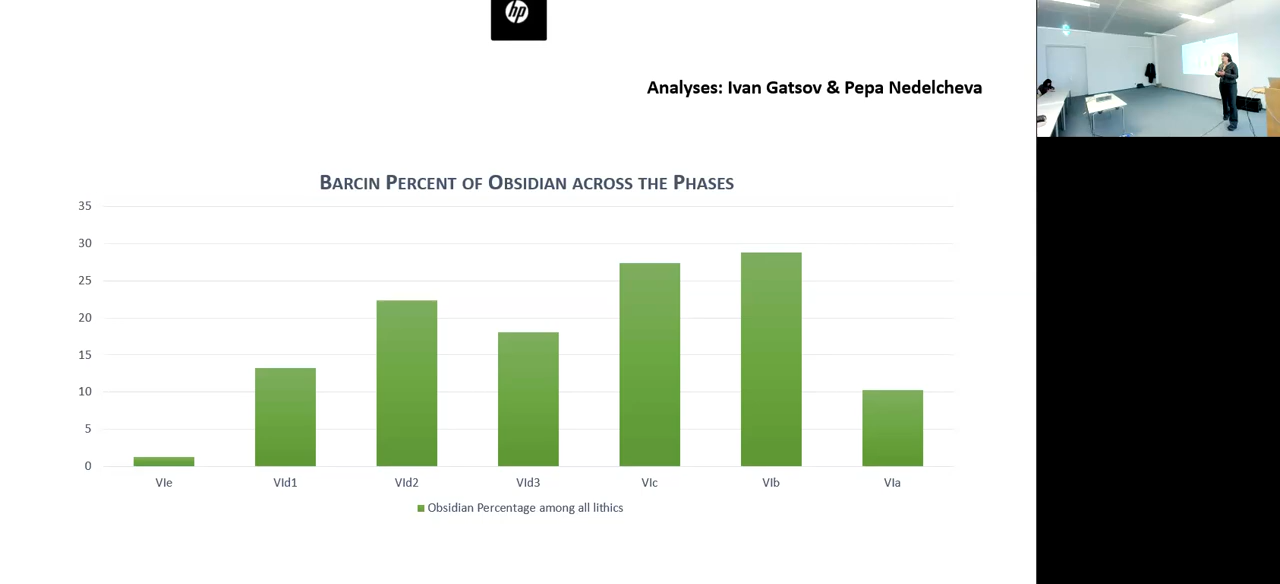 hp
Analyses: Ivan Gatsov & Pepa Nedelcheva
BARCIN PERCENT OF OBSIDIAN ACROSS THE PHASES
35
30
25
20
15
10
5
0
VIe VId1 VId2 VId3 VIc VIb VIa
Obsidian Percentage among all lithics